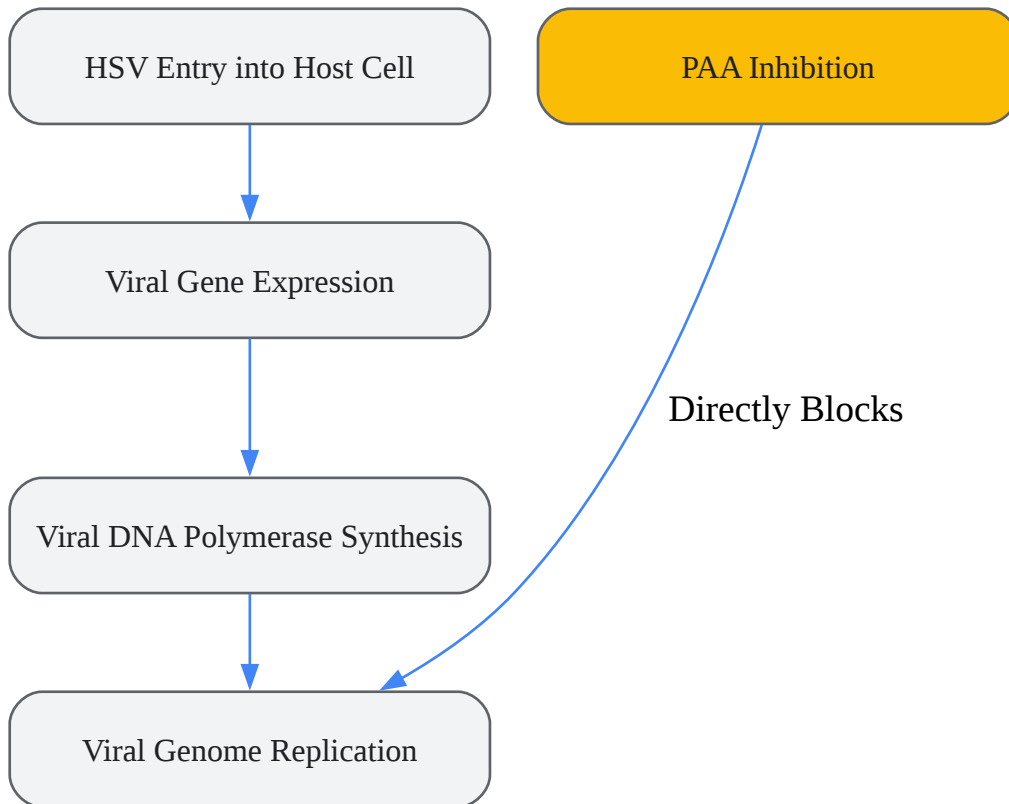 HSV Entry into Host Cell
PAA Inhibition
Viral Gene Expression
Directly Blocks
Viral DNA Polymerase Synthesis
Viral Genome Replication